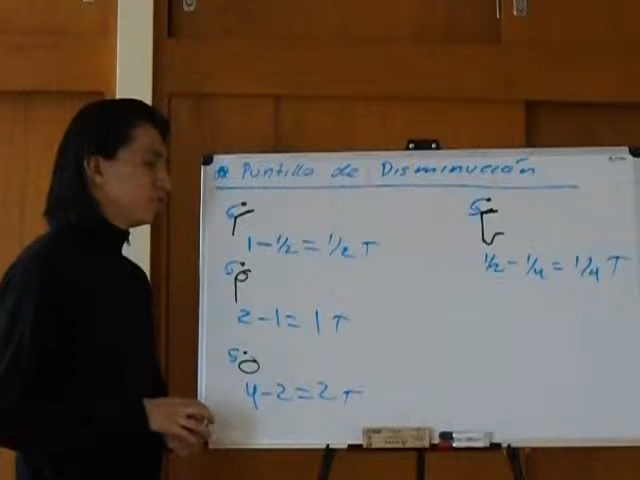 Puntillo de Disminución
1-1/2=1/2 T
2-1=1 T
4-2=2 T
1/2-1/4=1/4 T